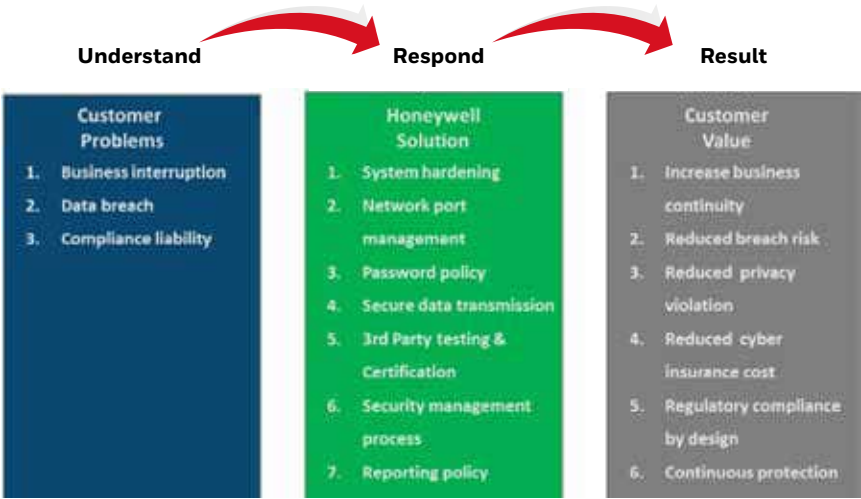 Understand
Respond
Result
Customer
Problems
1. Business interruption
2. Data breach
3. Compliance liability
Honeywell
Solution
1. System hardening
2. Network port
management
3. Password policy
4. Secure data transmission
5. 3rd Party testing &
Certification
6. Security management
process
7. Reporting policy
Customer
Value
1. Increase business
continuity
2. Reduced breach risk
3. Reduced privacy
violation
4. Reduced cyber
insurance cost
5. Regulatory compliance
by design
6. Continuous protection